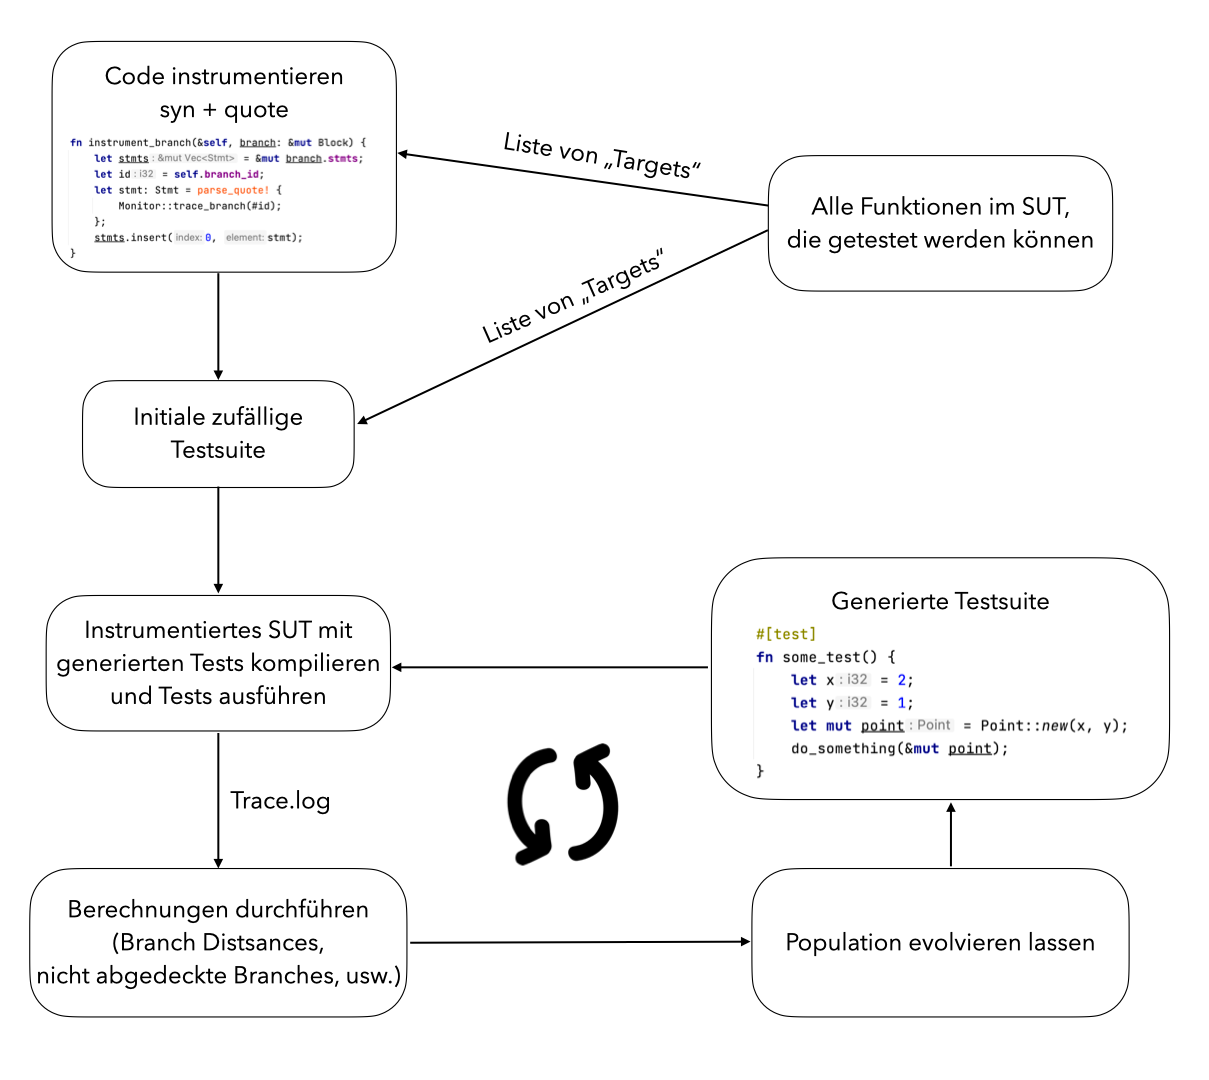 Code instrumentieren
syn + quote
fn instrument_branch(&self, branch: &mut Block) {
let stmts : &mut Vec<Stmt> = &mut branch.stmts;
let id : i32 = self.branch_id;
let stmt: Stmt = parse_quote! {
Monitor::trace_branch(#id);
};
stmts.insert( index: 0, element: stmt);
}
Liste von „Targets“
Alle Funktionen im SUT,
die getestet werden können
Liste von „Targets“
Initiale zufällige
Testsuite
Instrumentiertes SUT mit
generierten Tests kompilieren
und Tests ausführen
Generierte Testsuite
#[test]
fn some_test() {
let x : i32 = 2;
let y : i32 = 1;
let mut point : Point = Point::new(x, y);
do_something(&mut point);
}
Trace.log
Berechnungen durchführen
(Branch Distsances,
nicht abgedeckte Branches, usw.)
Population evolvieren lassen